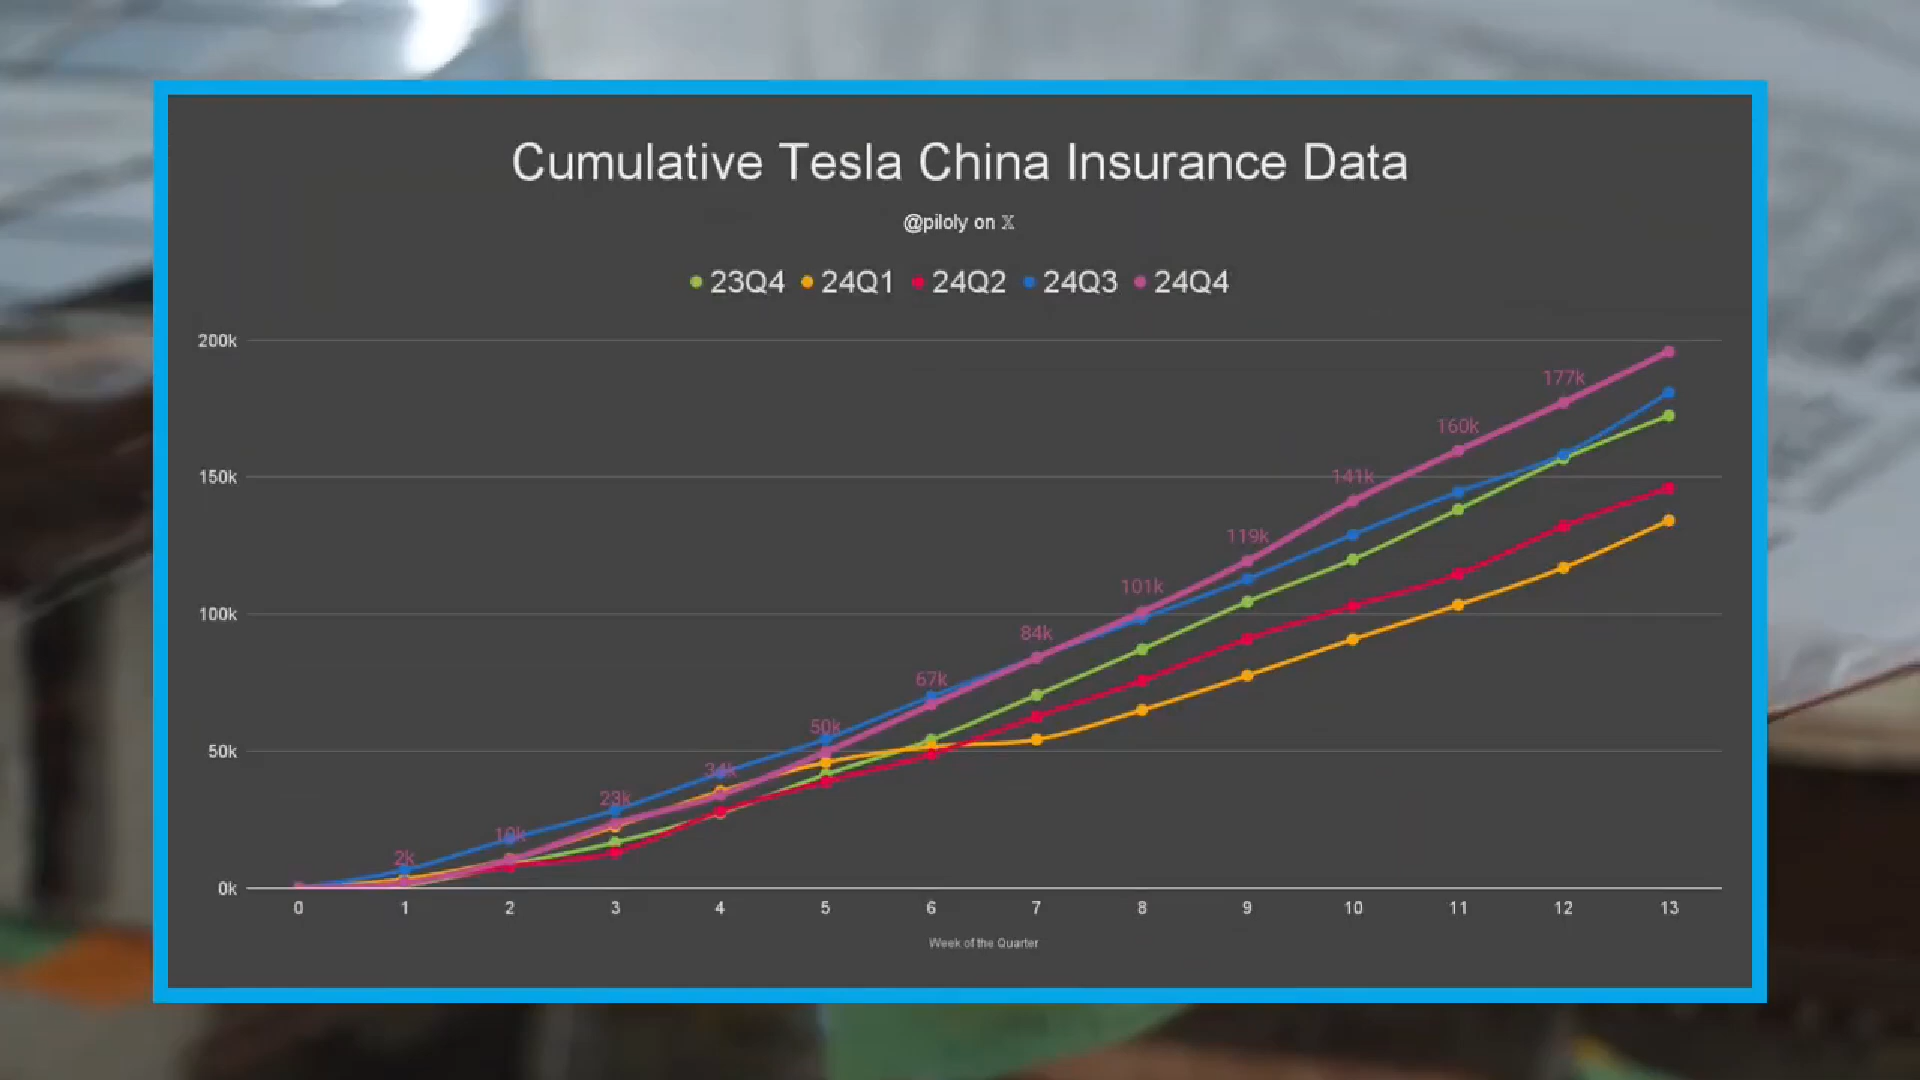 Cumulative Tesla China Insurance Data
@piloly on 𝕏
23Q4 24Q1 24Q2 24Q3 24Q4
200k
177k
160k
150k
141k
119k
101k
100k
84k
67k
50k
50k
34k
23k
10k
2k
0k
0 1 2 3 4 5 6 7 8 9 10 11 12 13
Week of the Quarter